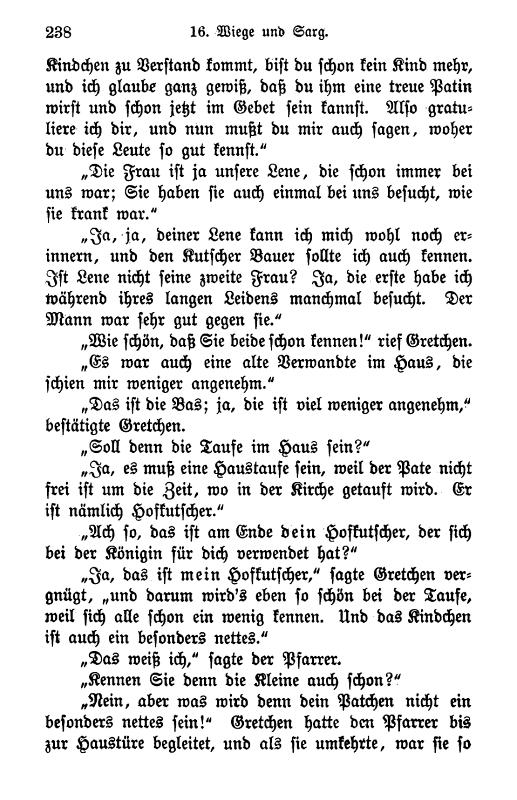 238 16. Wiege und Sarg.
Kindchen zu Verstand kommt, bist du schon kein Kind mehr,
und ich glaube ganz gewiß, daß du ihm eine treue Patin
wirst und schon jetzt im Gebet sein kannst. Also gratu-
liere ich dir, und nun mußt du mir auch sagen, woher
du diese Leute so gut kennst.“
„Die Frau ist ja unsere Lene, die schon immer bei
uns war; Sie haben sie auch einmal bei uns besucht, wie
sie krank war.“
„Ja, ja, deiner Lene kann ich mich wohl noch er-
innern, und den Kutscher Bauer sollte ich auch kennen.
Ist Lene nicht seine zweite Frau? Ja, die erste habe ich
während ihres langen Leidens manchmal besucht. Der
Mann war sehr gut gegen sie.“
„Wie schön, daß Sie beide schon kennen!“ rief Gretchen.
„Es war auch eine alte Verwandte im Haus, die
schien mir weniger angenehm.“
„Das ist die Bas; ja, die ist viel weniger angenehm,“
bestätigte Gretchen.
„Soll denn die Taufe im Haus sein?“
„Ja, es muß eine Haustaufe sein, weil der Pate nicht
frei ist um die Zeit, wo in der Kirche getauft wird. Er
ist nämlich Hofkutscher.“
„Ach so, das ist am Ende dein Hofkutscher, der sich
bei der Königin für dich verwendet hat?“
„Ja, das ist mein Hofkutscher,“ sagte Gretchen ver-
gnügt, „und darum wird's eben so schön bei der Taufe,
weil sich alle schon ein wenig kennen. Und das Kindchen
ist auch ein besonders nettes.“
„Das weiß ich,“ sagte der Pfarrer.
„Kennen Sie denn die Kleine auch schon?“
„Nein, aber was wird denn dein Patchen nicht ein
besonders nettes sein!“ Gretchen hatte den Pfarrer bis
zur Haustüre begleitet, und als sie umkehrte, war sie so